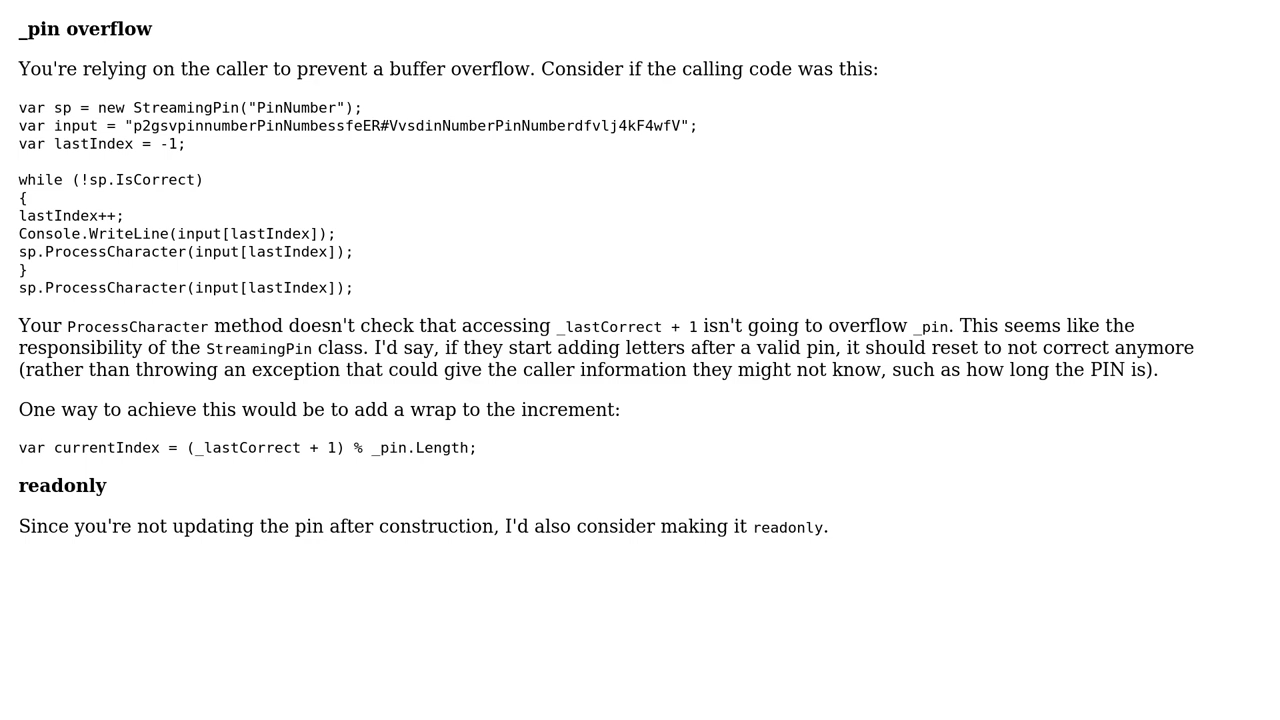 _pin overflow
You're relying on the caller to prevent a buffer overflow. Consider if the calling code was this:
var sp = new StreamingPin("PinNumber");
var input = "p2gsvpinnumberPinNumbessfeER#VvsdinNumberPinNumberdfvlj4kF4wfV";
var lastIndex = -1;
while (!sp.IsCorrect)
{
lastIndex++;
Console.WriteLine(input[lastIndex]);
sp.ProcessCharacter(input[lastIndex]);
}
sp.ProcessCharacter(input[lastIndex]);
Your ProcessCharacter method doesn't check that accessing _lastCorrect + 1 isn't going to overflow _pin. This seems like the
responsibility of the StreamingPin class. I'd say, if they start adding letters after a valid pin, it should reset to not correct anymore
(rather than throwing an exception that could give the caller information they might not know, such as how long the PIN is).
One way to achieve this would be to add a wrap to the increment:
var currentIndex = (_lastCorrect + 1) % _pin.Length;
readonly
Since you're not updating the pin after construction, I'd also consider making it readonly.